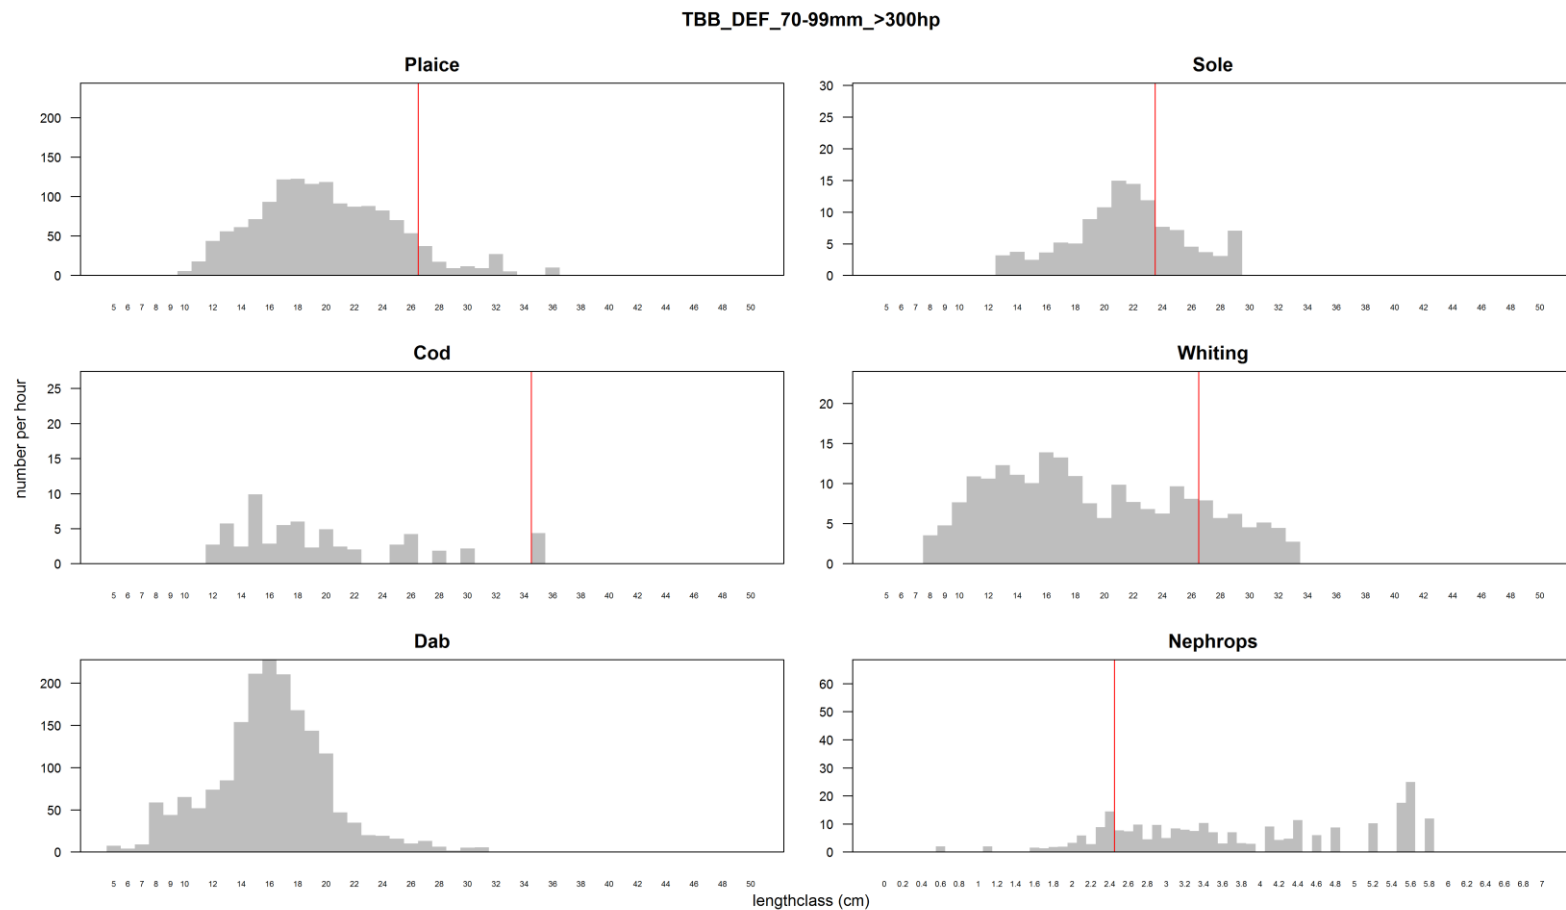 TBB_DEF_70-99mm_>300hp
Plaice
200
150
100
50
0
5 6 7 8 9 10 12 14 16 18 20 22 24 26 28 30 32 34 36 38 40 42 44 46 48 50
Sole
30
25
20
15
10
5
0
5 6 7 8 9 10 12 14 16 18 20 22 24 26 28 30 32 34 36 38 40 42 44 46 48 50
number per hour
Cod
25
20
15
10
5
0
5 6 7 8 9 10 12 14 16 18 20 22 24 26 28 30 32 34 36 38 40 42 44 46 48 50
Whiting
20
15
10
5
0
5 6 7 8 9 10 12 14 16 18 20 22 24 26 28 30 32 34 36 38 40 42 44 46 48 50
Dab
200
150
100
50
0
5 6 7 8 9 10 12 14 16 18 20 22 24 26 28 30 32 34 36 38 40 42 44 46 48 50
Nephrops
60
50
40
30
20
10
0
0 0.2 0.4 0.6 0.8 1 1.2 1.4 1.6 1.8 2 2.2 2.4 2.6 2.8 3 3.2 3.4 3.6 3.8 4 4.2 4.4 4.6 4.8 5 5.2 5.4 5.6 5.8 6 6.2 6.4 6.6 6.8 7
lengthclass (cm)